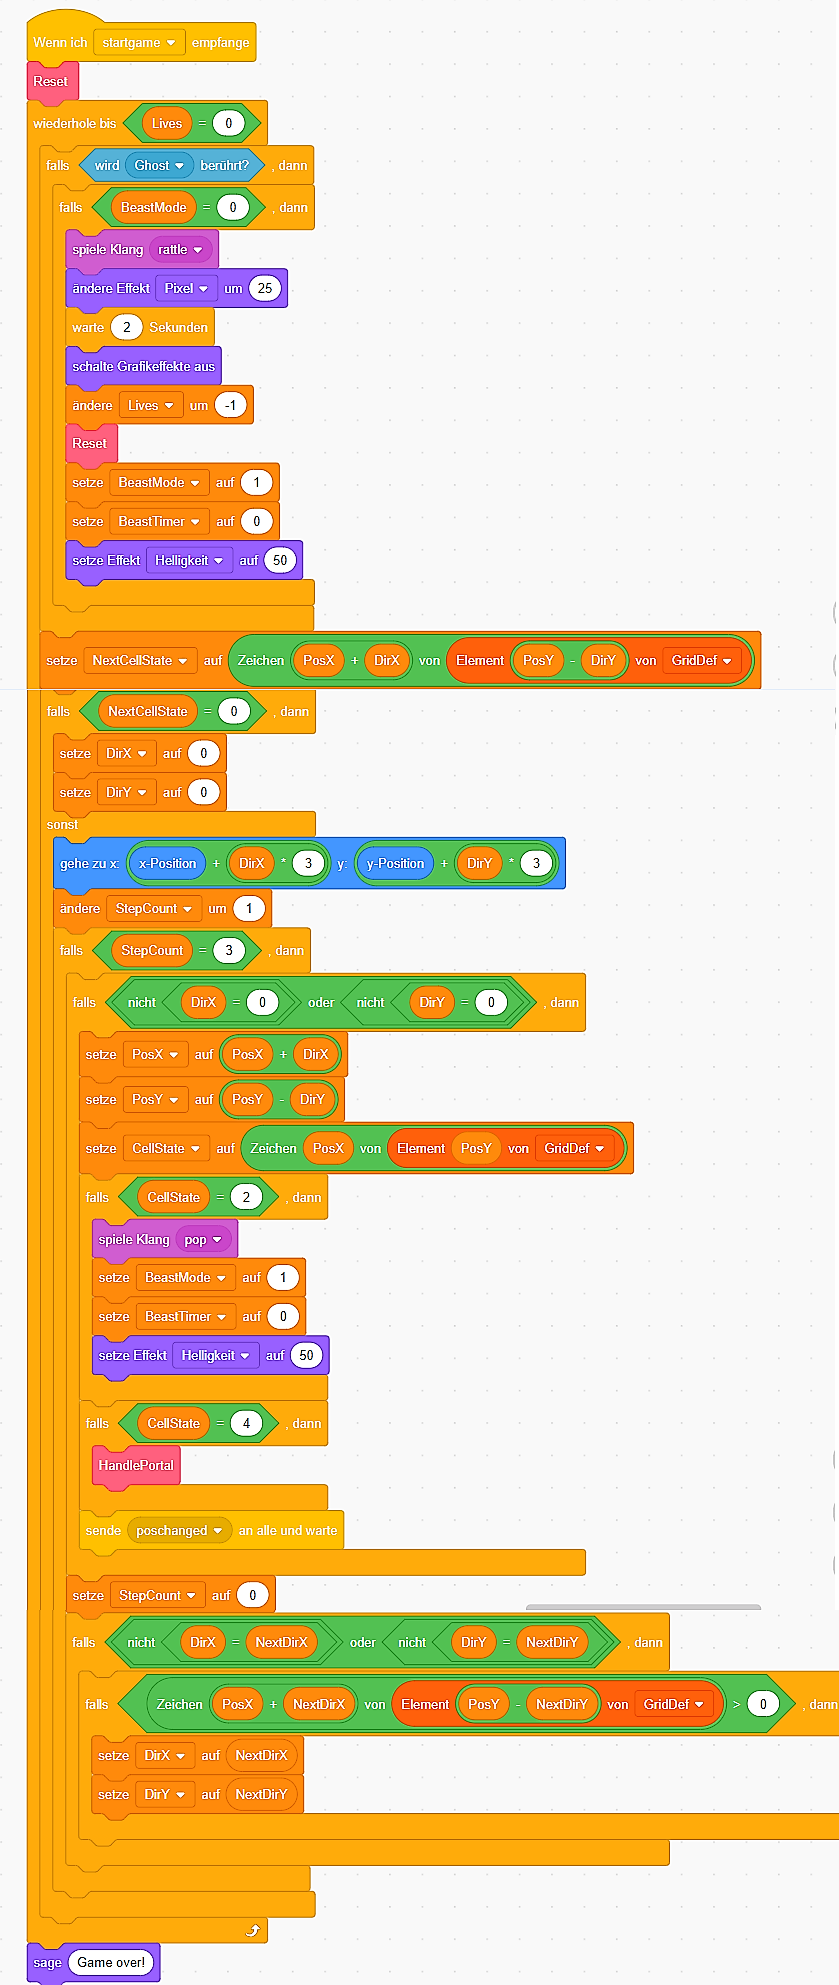 Wenn ich startgame empfange
Reset
wiederhole bis Lives = 0
falls wird Ghost berührt? , dann
falls BeastMode = 0 , dann
spiele Klang rattle
ändere Effekt Pixel um 25
warte 2 Sekunden
schalte Grafikeffekte aus
ändere Lives um -1
Reset
setze BeastMode auf 1
setze BeastTimer auf 0
setze Effekt Helligkeit auf 50
setze NextCellState auf Zeichen PosX + DirX von Element PosY - DirY von GridDef
falls NextCellState = 0 , dann
setze DirX auf 0
setze DirY auf 0
sonst
gehe zu x: x-Position + DirX * 3 y: y-Position + DirY * 3
ändere StepCount um 1
falls StepCount = 3 , dann
falls nicht DirX = 0 oder nicht DirY = 0 , dann
setze PosX auf PosX + DirX
setze PosY auf PosY - DirY
setze CellState auf Zeichen PosX von Element PosY von GridDef
falls CellState = 2 , dann
spiele Klang pop
setze BeastMode auf 1
setze BeastTimer auf 0
setze Effekt Helligkeit auf 50
falls CellState = 4 , dann
HandlePortal
sende poschanged an alle und warte
setze StepCount auf 0
falls nicht DirX = NextDirX oder nicht DirY = NextDirY , dann
falls Zeichen PosX + NextDirX von Element PosY - NextDirY von GridDef > 0 , dann
setze DirX auf NextDirX
setze DirY auf NextDirY
sage Game over!